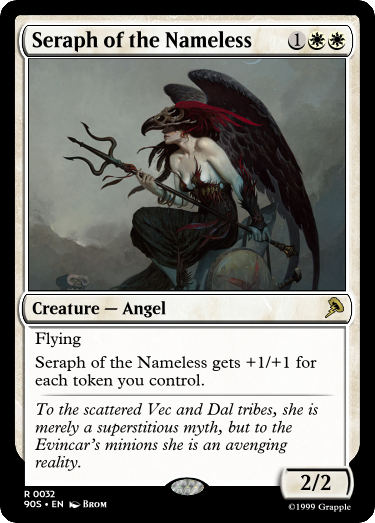 Seraph of the Nameless 1
Creature — Angel
Flying
Seraph of the Nameless gets +1/+1 for
each token you control.
To the scattered Vec and Dal tribes, she is
merely a superstitious myth, but to the
Evincar's minions she is an avenging
reality.
2/2
R 0032
90S • EN Brom
©1999 Grapple